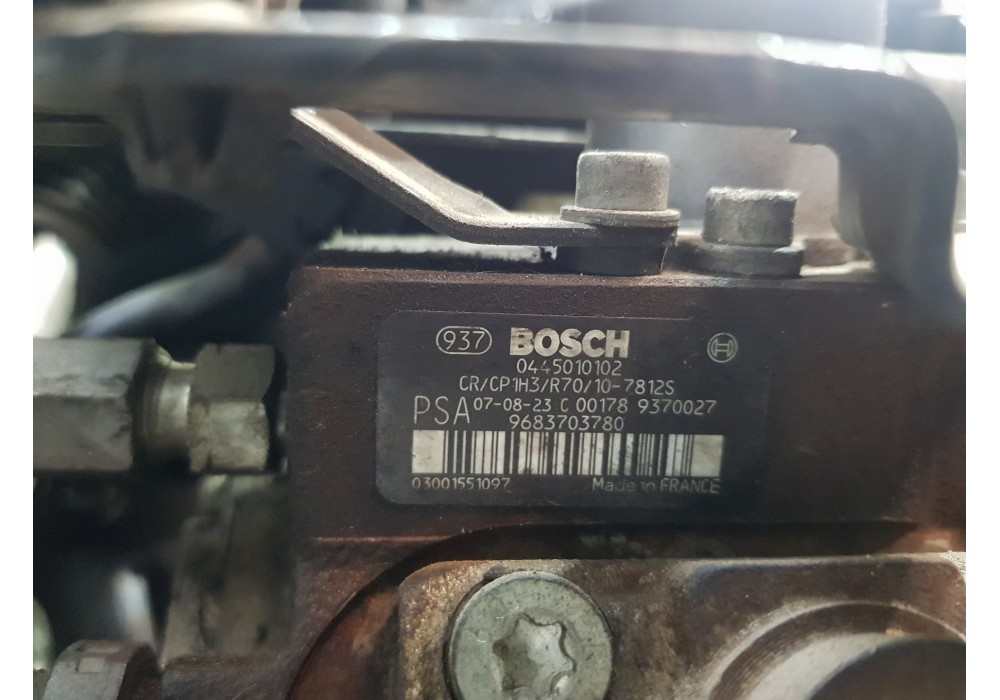 937 BOSCH
0445010102
CR/CP1H3/R70/10-7812S
PSA 07-08-23 C 00178 9370027
9683703780
03001551097
Made in FRANCE